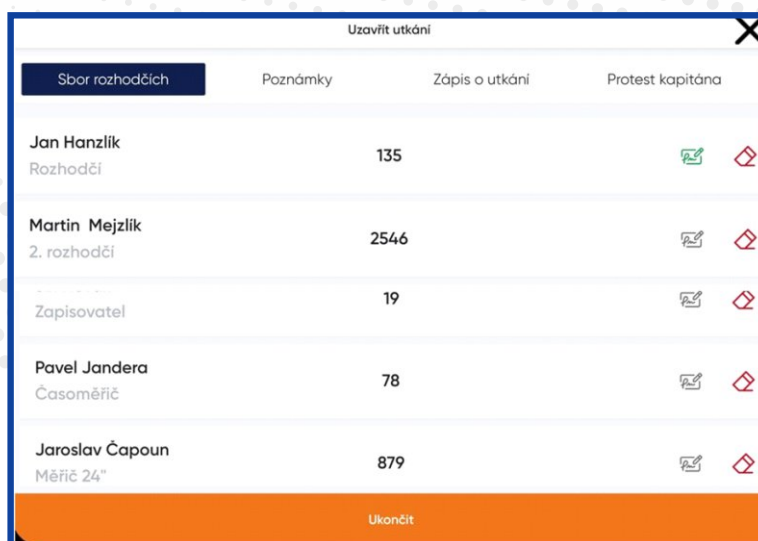 Uzavřít utkání
Sbor rozhodčích Poznámky Zápis o utkání Protest kapitána
Jan Hanzlík
135
Rozhodčí
Martin Mejzlík
2546
2. rozhodčí
19
Zapisovatel
Pavel Jandera
78
Časoměřič
Jaroslav Čapoun
879
Měřič 24"
Ukončit